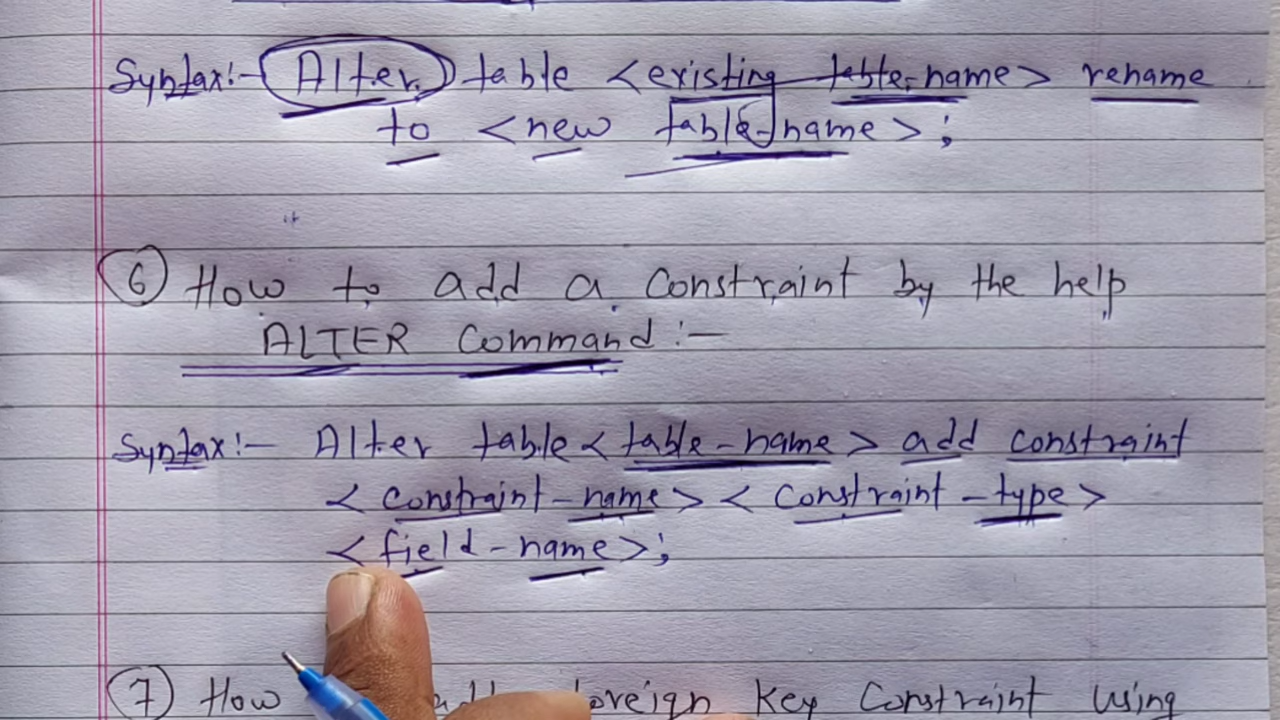 Syntax:- Alter table <existing table-name> rename
to <new table-name>;
6 How to add a constraint by the help
ALTER Command:-
Syntax:- Alter table <table-name> add constraint
<constraint-name> <constraint-type>
<field-name>;
7 How Key Constraint using